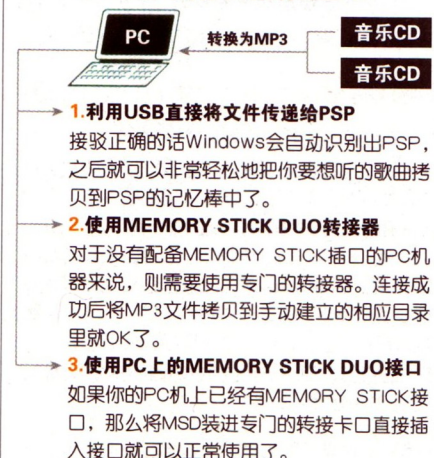 PC
转换为MP3
音乐CD
音乐CD
1.利用USB直接将文件传递给PSP
接驳正确的话Windows会自动识别出PSP，
之后就可以非常轻松地把你要想听的歌曲拷
贝到PSP的记忆棒中了。
2.使用MEMORY STICK DUO转接器
对于没有配备MEMORY STICK插口的PC机
器来说，则需要使用专门的转接器。连接成
功后将MP3文件拷贝到手动建立的相应目录
里就OK了。
3.使用PC上的MEMORY STICK DUO接口
如果你的PC机上已经有MEMORY STICK接
口，那么将MSD装进专门的转接卡口直接插
入接口就可以正常使用了。